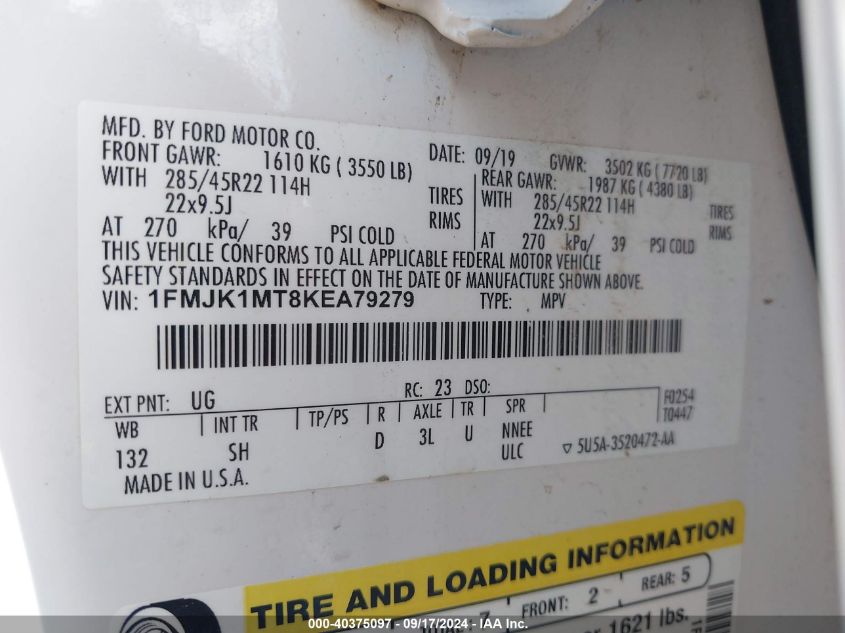 MFD. BY FORD MOTOR CO. DATE: 09/19 GVWR: 3502 KG ( 7720 LB)
FRONT GAWR: 1610 KG ( 3550 LB) REAR GAWR: 1987 KG ( 4380 LB)
WITH 285/45R22 114H TIRES WITH 285/45R22 114H TIRES
22x9.5J RIMS 22x9.5J RIMS
AT 270 kPa/ 39 PSI COLD AT 270 kPa/ 39 PSI COLD
THIS VEHICLE CONFORMS TO ALL APPLICABLE FEDERAL MOTOR VEHICLE
SAFETY STANDARDS IN EFFECT ON THE DATE OF MANUFACTURE SHOWN ABOVE.
VIN: 1FMJK1MT8KEA79279 TYPE: MPV
EXT PNT: UG RC: 23 DSO: F0254
WB INT TR TP/PS R AXLE TR SPR T0447
132 SH D 3L U NNEE
ULC 5U5A-3520472-AA
MADE IN U.S.A.
TIRE AND LOADING INFORMATION
7 FRONT: 2 REAR: 5
1621 lbs.
000-40375097 - 09/17/2024 -